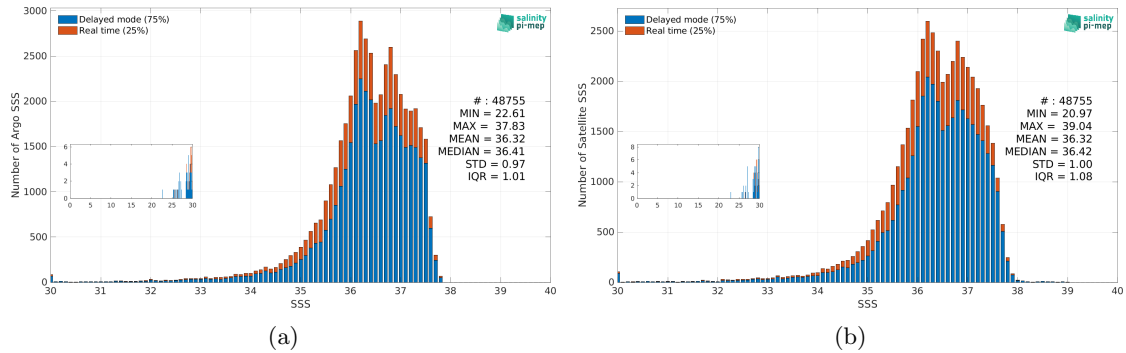 Delayed mode (75%)
Real time (25%)
salinity
pi-mep
3000
2500
2000
1500
1000
500
0
Number of Argo SSS
# : 48755
MIN = 22.61
MAX = 37.83
MEAN = 36.32
MEDIAN = 36.41
STD = 0.97
IQR = 1.01
6
4
2
0
0 5 10 15 20 25 30
30 31 32 33 34 35 36 37 38 39 40
SSS
(a)
Delayed mode (75%)
Real time (25%)
salinity
pi-mep
2500
2000
1500
1000
500
0
Number of Satellite SSS
# : 48755
MIN = 20.97
MAX = 39.04
MEAN = 36.32
MEDIAN = 36.42
STD = 1.00
IQR = 1.08
8
6
4
2
0
0 5 10 15 20 25 30
30 31 32 33 34 35 36 37 38 39 40
SSS
(b)